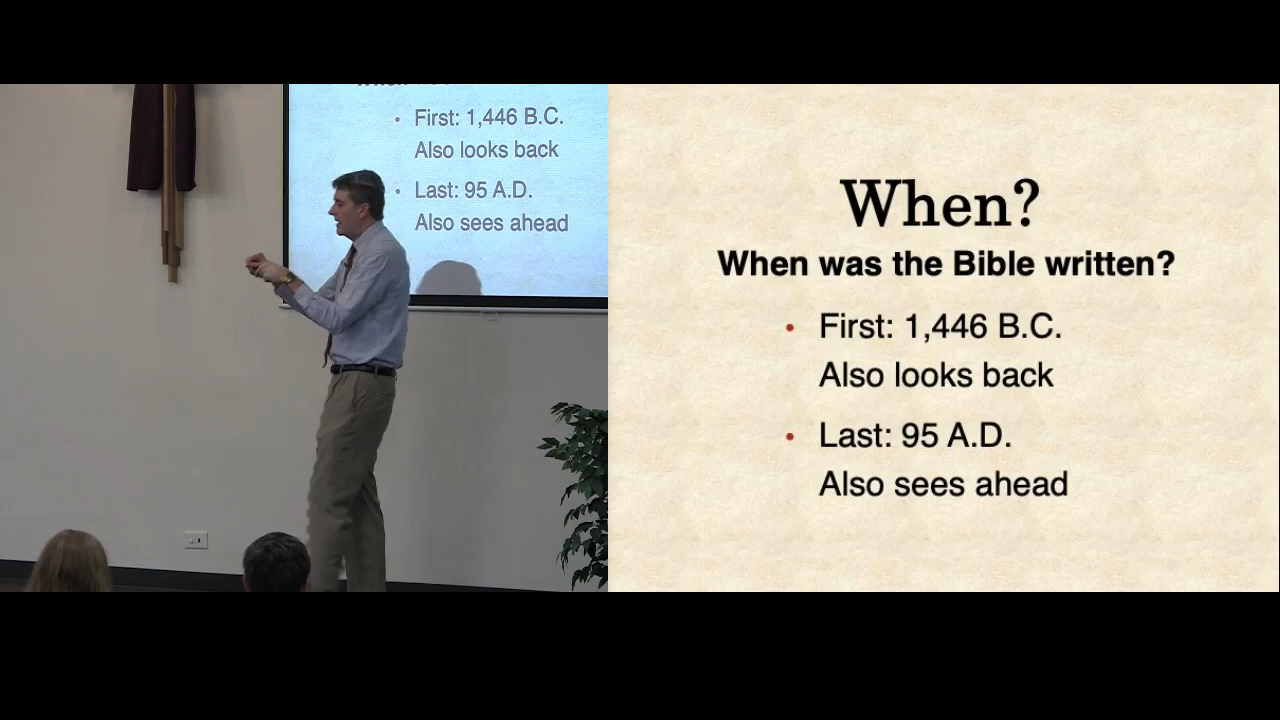 First: 1,446 B.C.
Also looks back
Last: 95 A.D.
Also sees ahead
When?
When was the Bible written?
• First: 1,446 B.C.
Also looks back
• Last: 95 A.D.
Also sees ahead